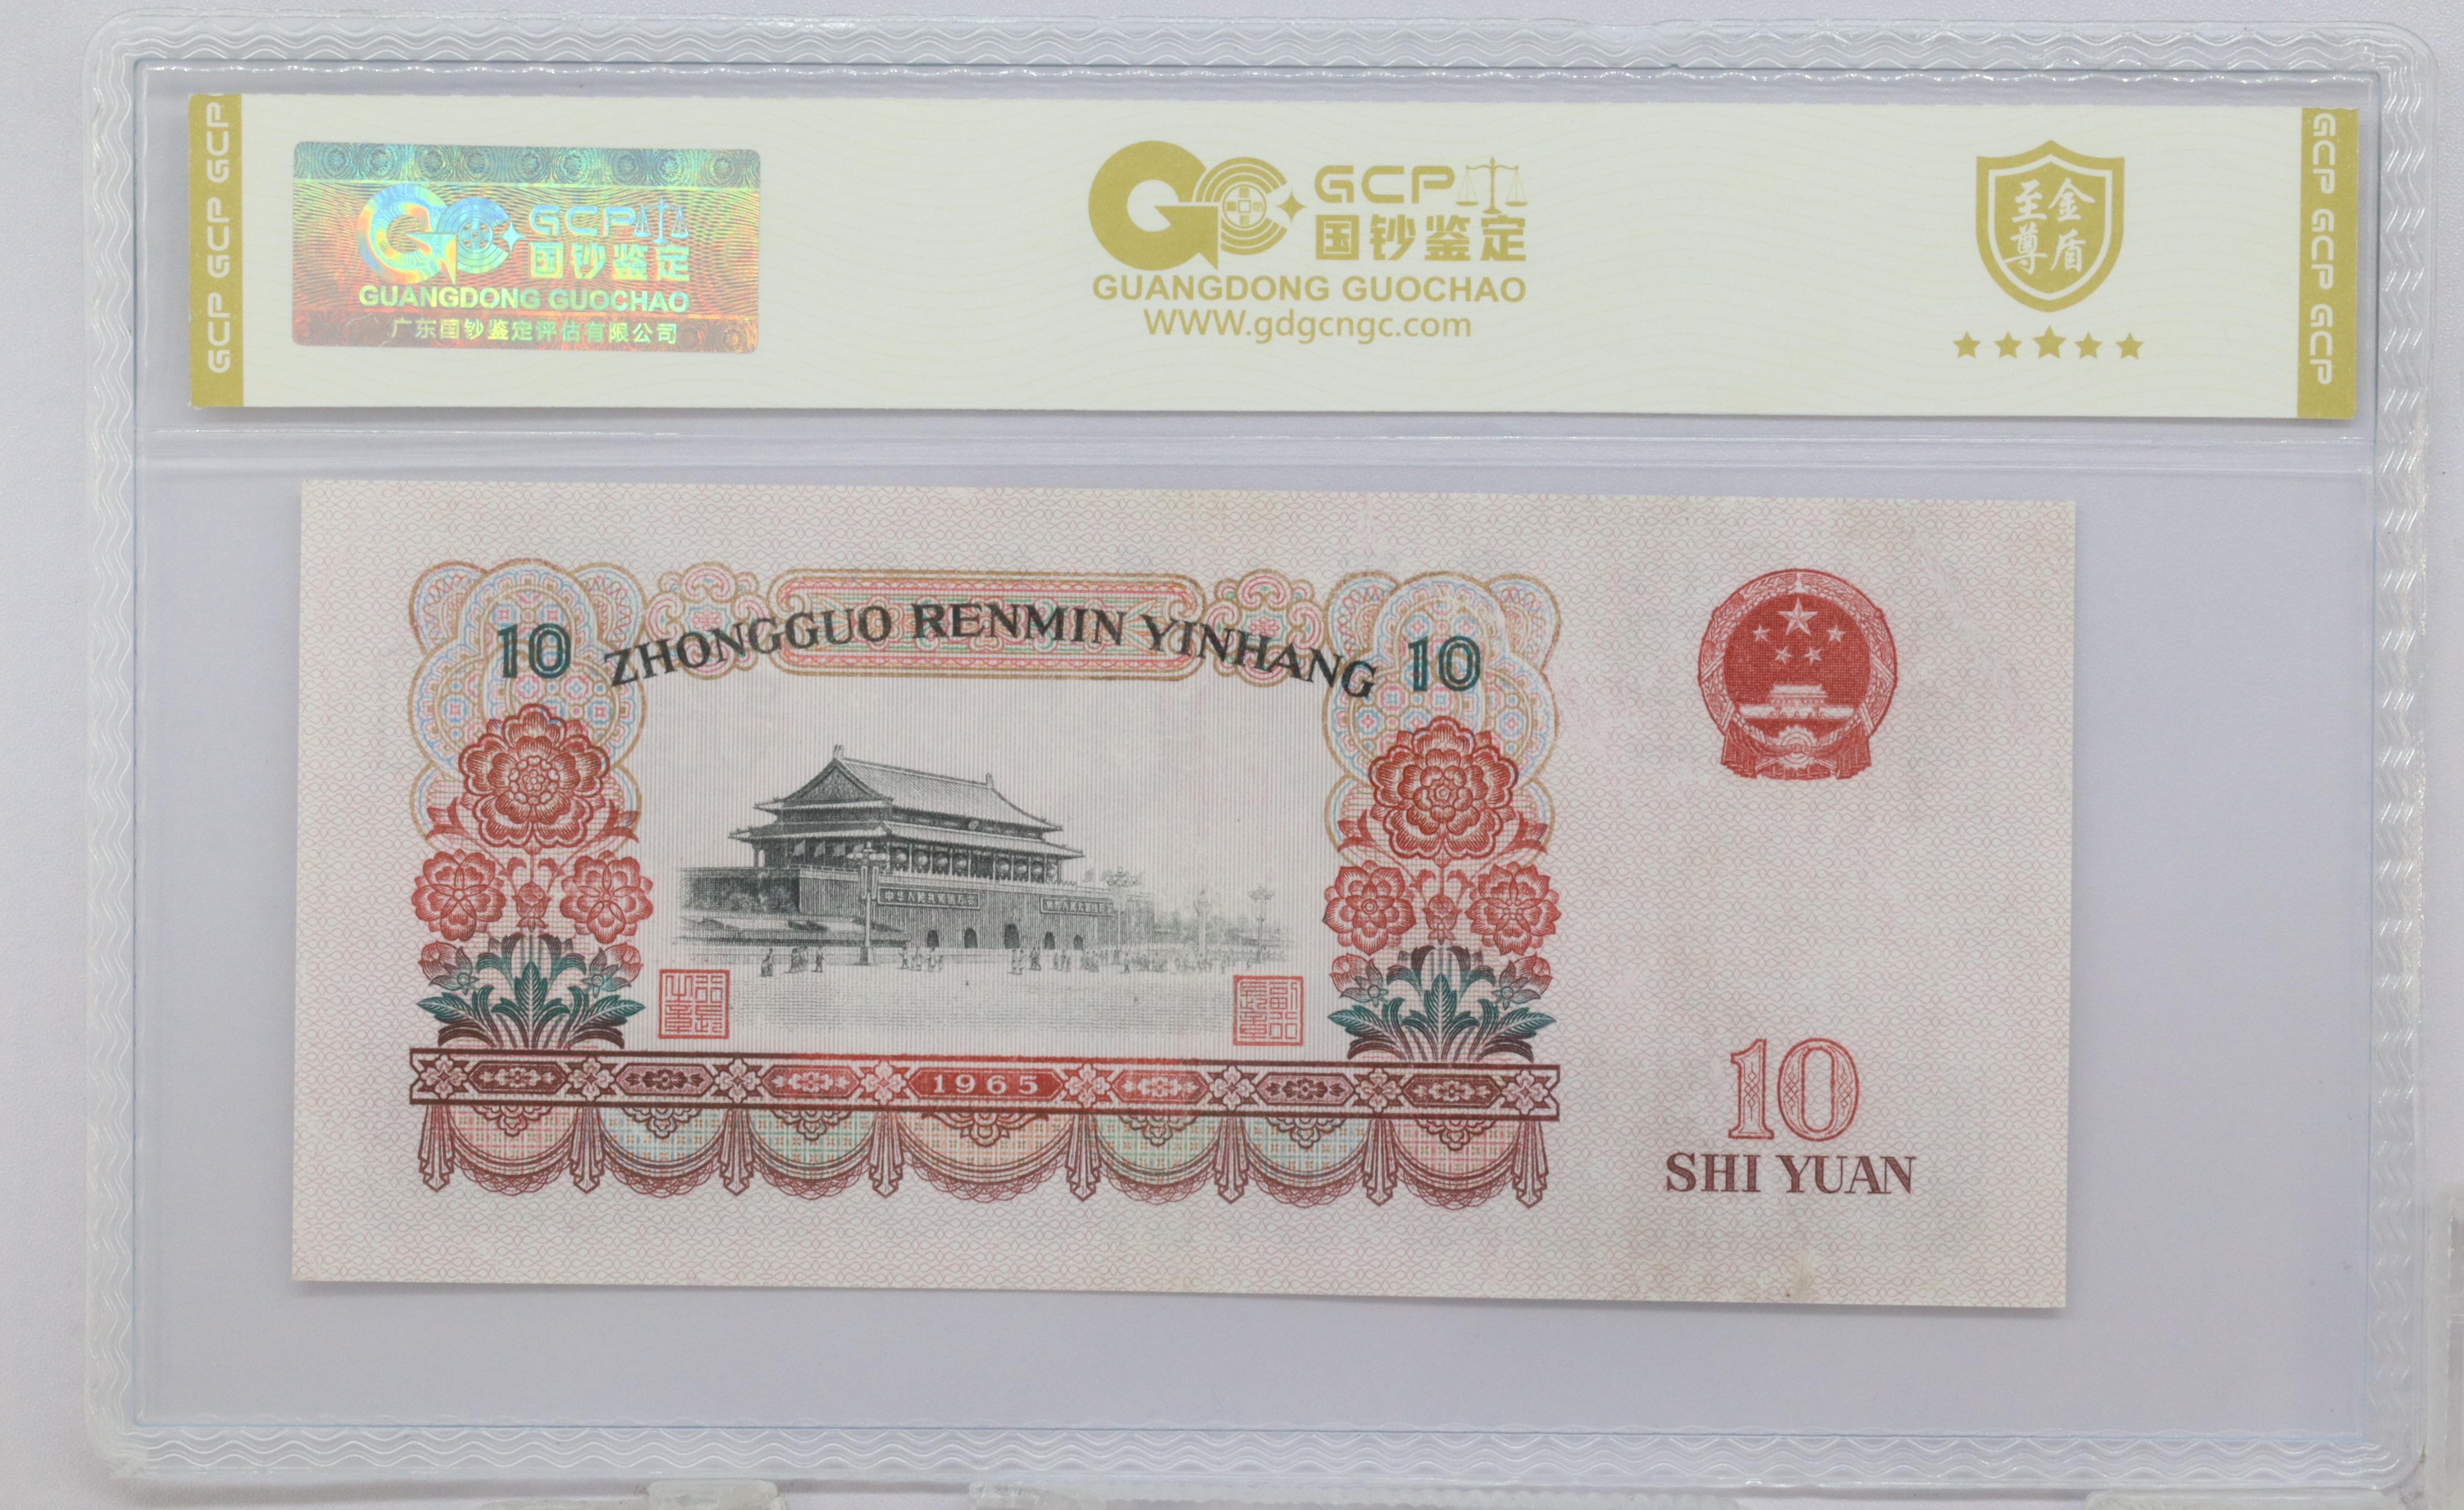 GCP GCP GCP
GCP
国钞鉴定
GUANGDONG GUOCHAO
广东国钞鉴定评估有限公司
GCP
国钞鉴定
GUANGDONG GUOCHAO
WWW.gdgcngc.com
至尊
金盾
GCP GCP GCP
10 ZHONGGUO RENMIN YINHANG 10
1965
10
SHI YUAN